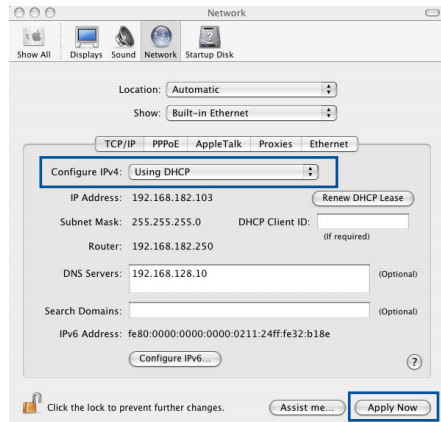 Network
Show All Displays Sound Network Startup Disk
Location: Automatic
Show: Built-in Ethernet
TCP/IP PPPoE AppleTalk Proxies Ethernet
Configure IPv4: Using DHCP
IP Address: 192.168.182.103 Renew DHCP Lease
Subnet Mask: 255.255.255.0 DHCP Client ID:
(If required)
Router: 192.168.182.250
DNS Servers: 192.168.128.10 (Optional)
Search Domains: (Optional)
IPv6 Address: fe80:0000:0000:0000:0211:24ff:fe32:b18e
Configure IPv6... ?
Click the lock to prevent further changes. Assist me... Apply Now